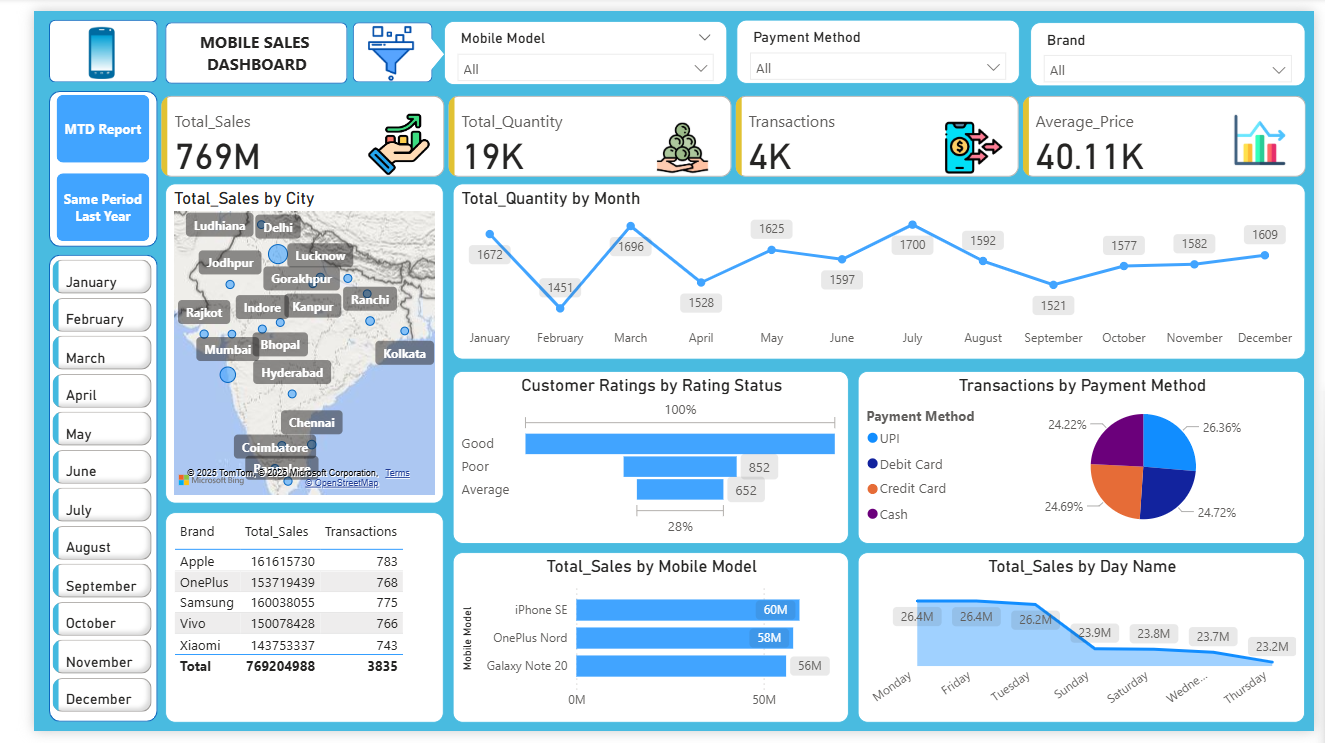 MOBILE SALES
DASHBOARD
Mobile Model
All
Payment Method
All
Brand
All
MTD Report
Same Period
Last Year
January
February
March
April
May
June
July
August
September
October
November
December
Total_Sales
769M
Total_Quantity
19K
Transactions
4K
Average_Price
40.11K
Total_Sales by City
Ludhiana
Delhi
Lucknow
Jodhpur
Gorakhpur
Ranchi
Rajkot
Indore
Kanpur
Mumbai
Bhopal
Kolkata
Hyderabad
Chennai
Coimbatore
© 2025 TomTom, © 2025 Microsoft Corporation, Terms
Microsoft Bing
© OpenStreetMap
Total_Quantity by Month
1672
1451
1696
1528
1625
1597
1700
1592
1521
1577
1582
1609
January February March April May June July August September October November December
Customer Ratings by Rating Status
100%
Good
Poor 852
Average 652
28%
Transactions by Payment Method
Payment Method
UPI
Debit Card
Credit Card
Cash
24.22%
26.36%
24.69%
24.72%
Brand Total_Sales Transactions
Apple 161615730 783
OnePlus 153719439 768
Samsung 160038055 775
Vivo 150078428 766
Xiaomi 143753337 743
Total 769204988 3835
Total_Sales by Mobile Model
Mobile Model
iPhone SE 60M
OnePlus Nord 58M
Galaxy Note 20 56M
0M 50M
Total_Sales by Day Name
26.4M
26.4M
26.2M
23.9M
23.8M
23.7M
23.2M
Monday Friday Tuesday Sunday Saturday Wedne... Thursday